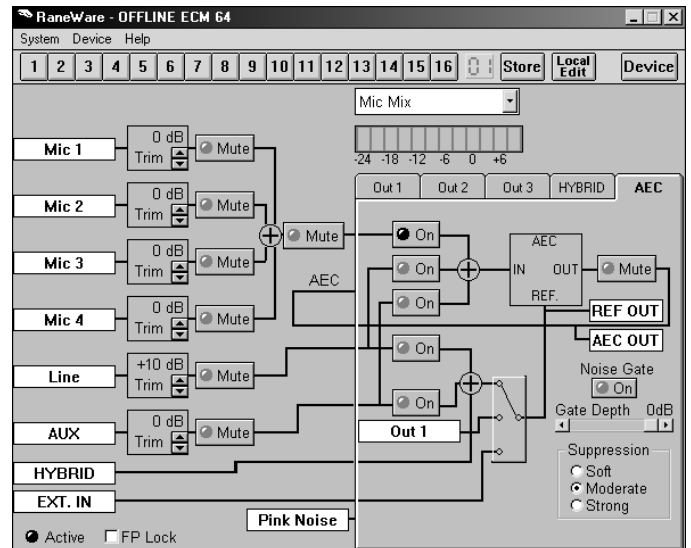 RaneWare - OFFLINE ECM 64
System Device Help
1 2 3 4 5 6 7 8 9 10 11 12 13 14 15 16 01 Store Local Edit Device
Mic Mix
-24 -18 -12 -6 0 +6
Out 1 Out 2 Out 3 HYBRID AEC
Mic 1 0 dB Trim Mute
Mic 2 0 dB Trim Mute
Mic 3 0 dB Trim Mute
Mic 4 0 dB Trim Mute
Line +10 dB Trim Mute
AUX 0 dB Trim Mute
HYBRID
EXT. IN
Pink Noise
Active FP Lock
Mute
AEC
On
On
On
On
On
Out 1
AEC
IN OUT
REF.
Mute
REF OUT
AEC OUT
Noise Gate
On
Gate Depth 0dB
Suppression
Soft
Moderate
Strong